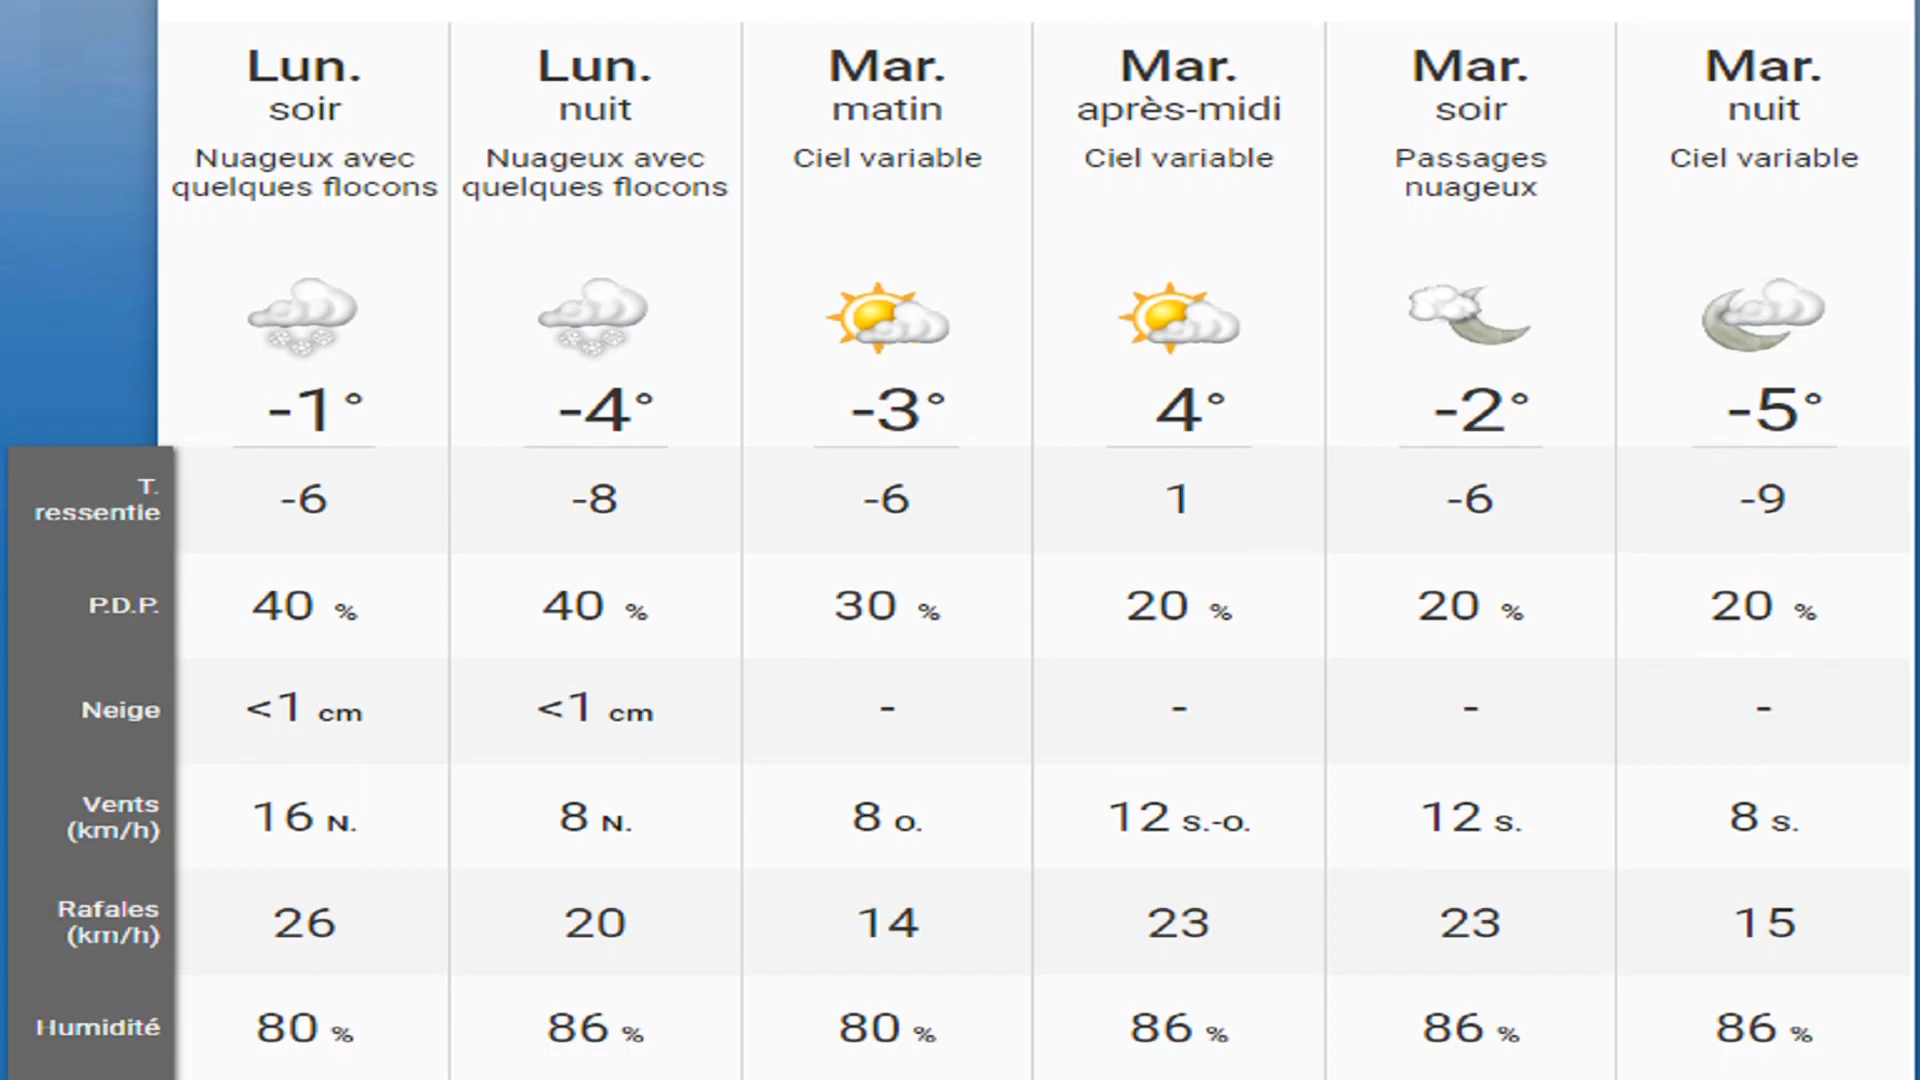 Lun. Lun. Mar. Mar. Mar. Mar.
soir nuit matin après-midi soir nuit
Nuageux avec Nuageux avec Ciel variable Ciel variable Passages Ciel variable
quelques flocons quelques flocons nuageux
-1° -4° -3° 4° -2° -5°
T.
ressentie -6 -8 -6 1 -6 -9
P.D.P. 40 % 40 % 30 % 20 % 20 % 20 %
Neige <1 cm <1 cm - - - -
Vents
(km/h) 16 N. 8 N. 8 O. 12 S.-O. 12 S. 8 S.
Rafales
(km/h) 26 20 14 23 23 15
Humidité 80 % 86 % 80 % 86 % 86 % 86 %